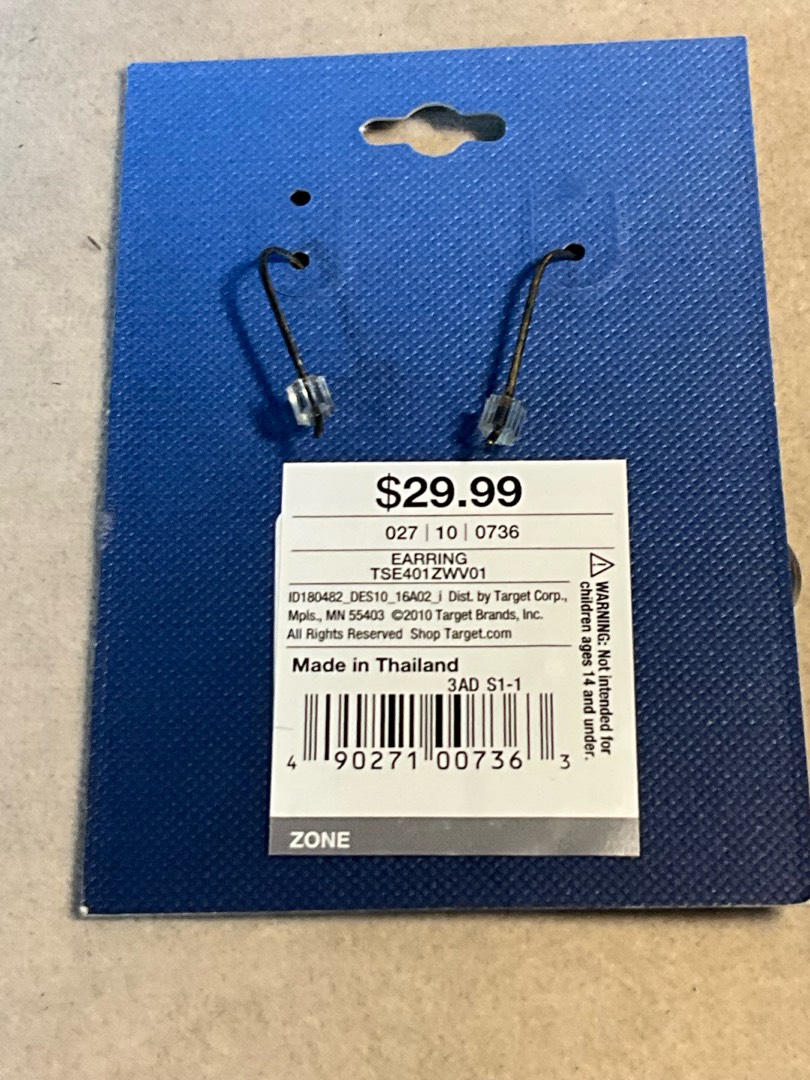 $29.99
027 | 10 | 0736
EARRING
TSE401ZWV01
ID180482_DES10_16A02_i Dist. by Target Corp.,
Mpls., MN 55403 ©2010 Target Brands, Inc.
All Rights Reserved Shop Target.com
Made in Thailand
3AD S1-1
4 90271 00736 3
ZONE
WARNING: Not intended for
children ages 14 and under.